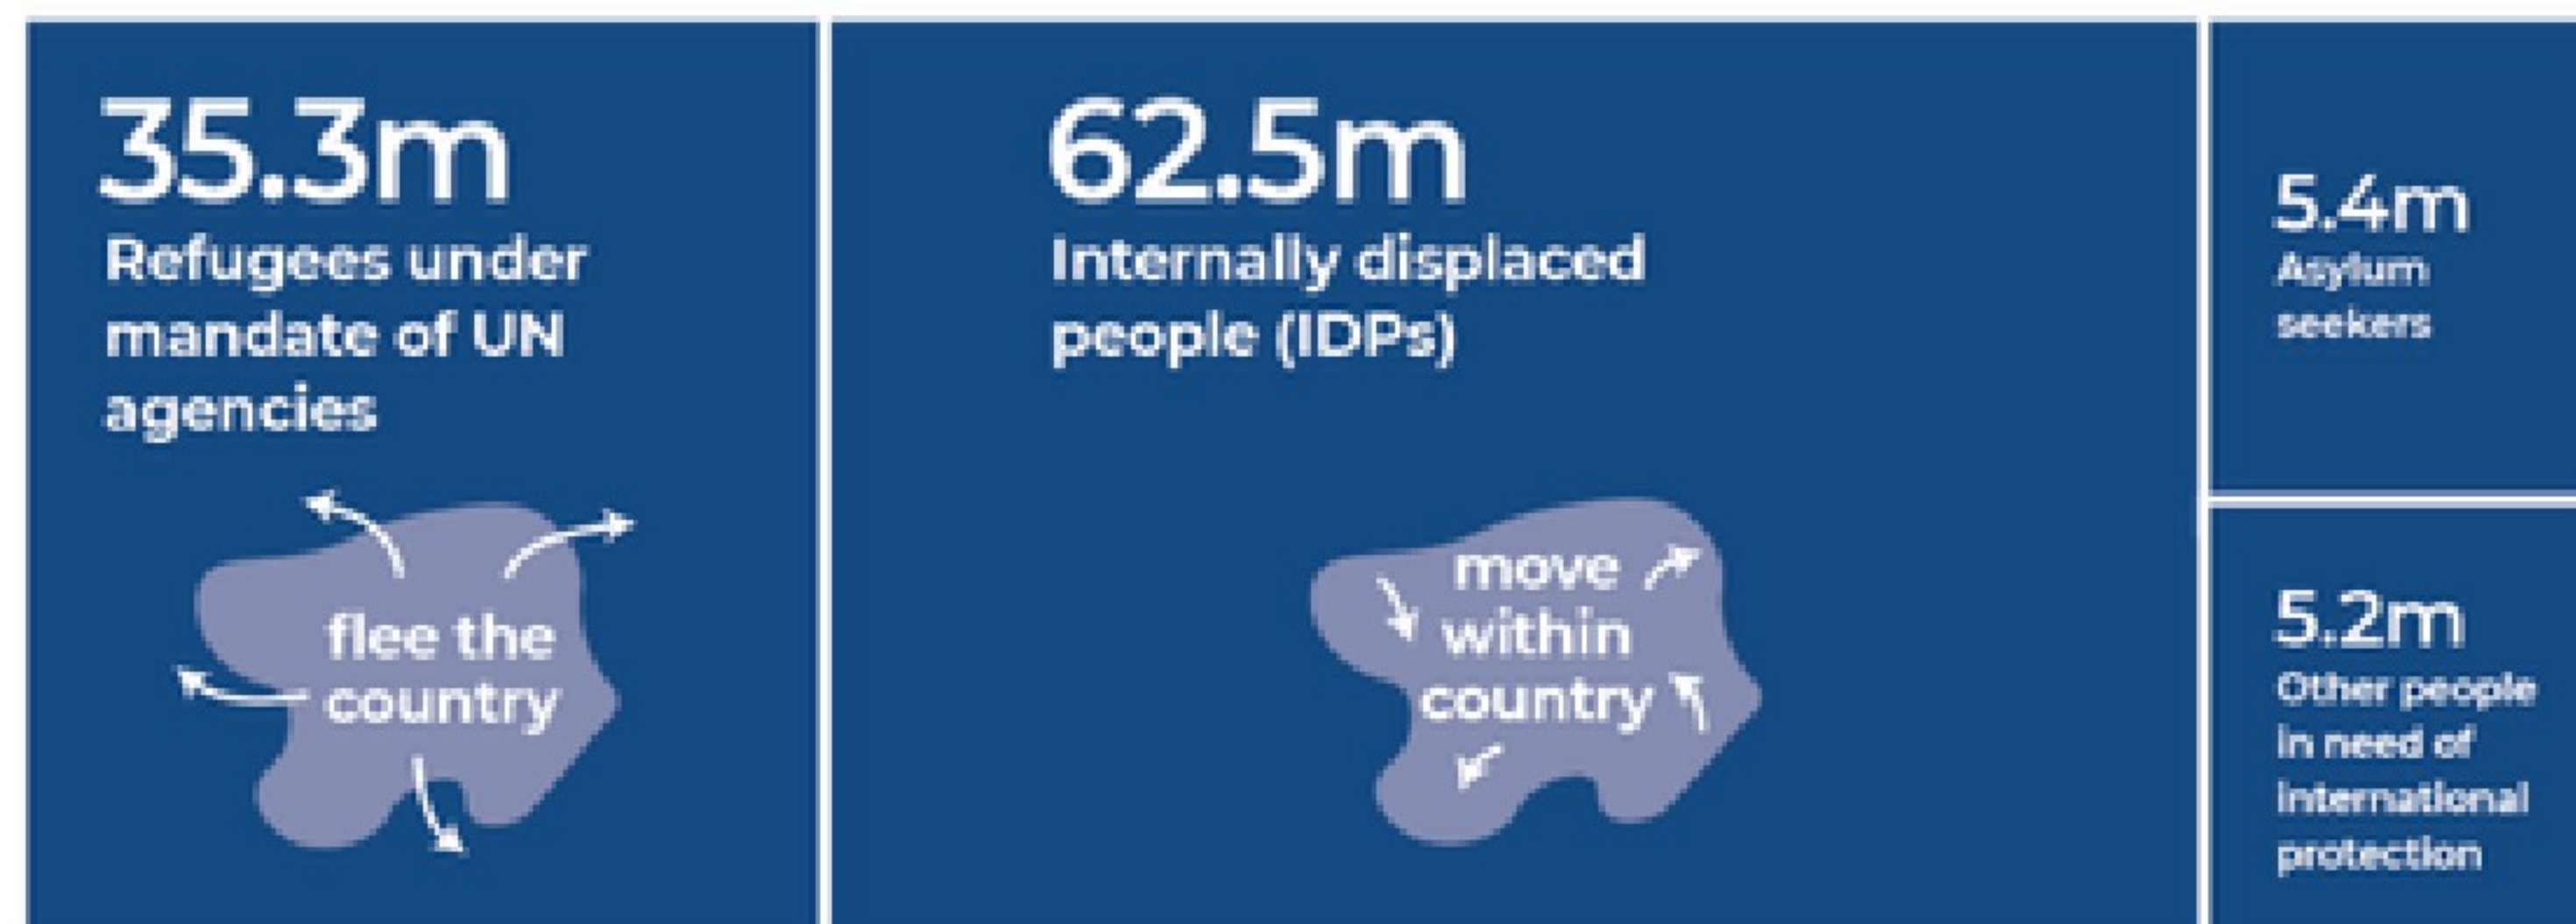 35.3m
Refugees under
mandate of UN
agencies
flee the
country
62.5m
Internally displaced
people (IDPs)
move
within
country
5.4m
Asylum
seekers
5.2m
Other people
in need of
international
protection